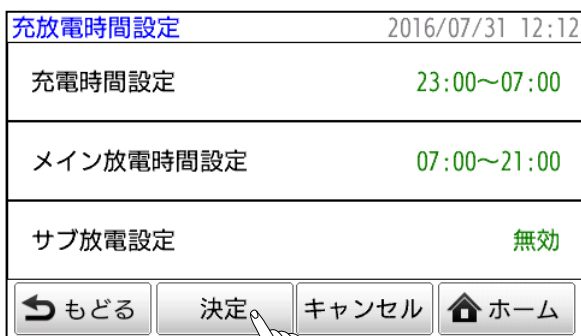 充放電時間設定 2016/07/31 12:12
充電時間設定 23:00～07:00
メイン放電時間設定 07:00～21:00
サブ放電設定 無効
もどる 決定 キャンセル ホーム